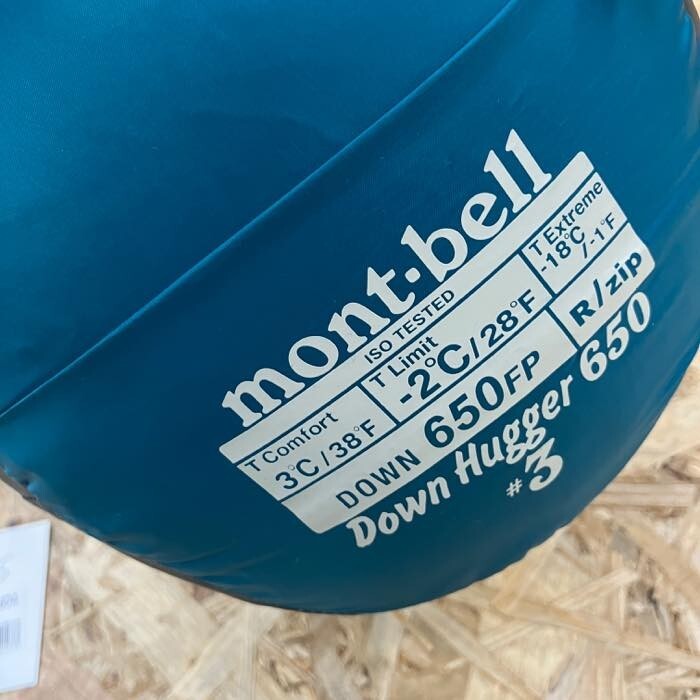 mont-bell
ISO TESTED
T Comfort
3°C/38°F
T Limit
-2°C/28°F
T Extreme
-18°C/-1°F
DOWN 650FP
R/zip
Down Hugger 650
#3